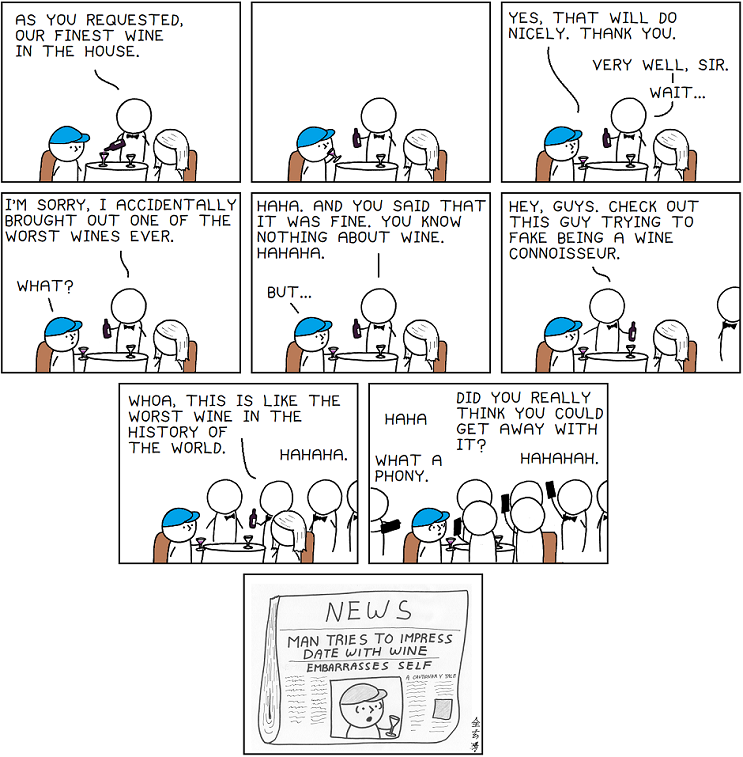 AS YOU REQUESTED,
OUR FINEST WINE
IN THE HOUSE.
YES, THAT WILL DO
NICELY. THANK YOU.
VERY WELL, SIR.
WAIT...
I'M SORRY, I ACCIDENTALLY
BROUGHT OUT ONE OF THE
WORST WINES EVER.
WHAT?
HAHA. AND YOU SAID THAT
IT WAS FINE. YOU KNOW
NOTHING ABOUT WINE.
HAHAHA.
BUT...
HEY, GUYS. CHECK OUT
THIS GUY TRYING TO
FAKE BEING A WINE
CONNOISSEUR.
WHOA, THIS IS LIKE THE
WORST WINE IN THE
HISTORY OF
THE WORLD.
HAHAHA.
HAHA
DID YOU REALLY
THINK YOU COULD
GET AWAY WITH
IT?
WHAT A
PHONY.
HAHAHAH.
NEWS
MAN TRIES TO IMPRESS
DATE WITH WINE
EMBARRASSES SELF
A CAUTIONARY TALE